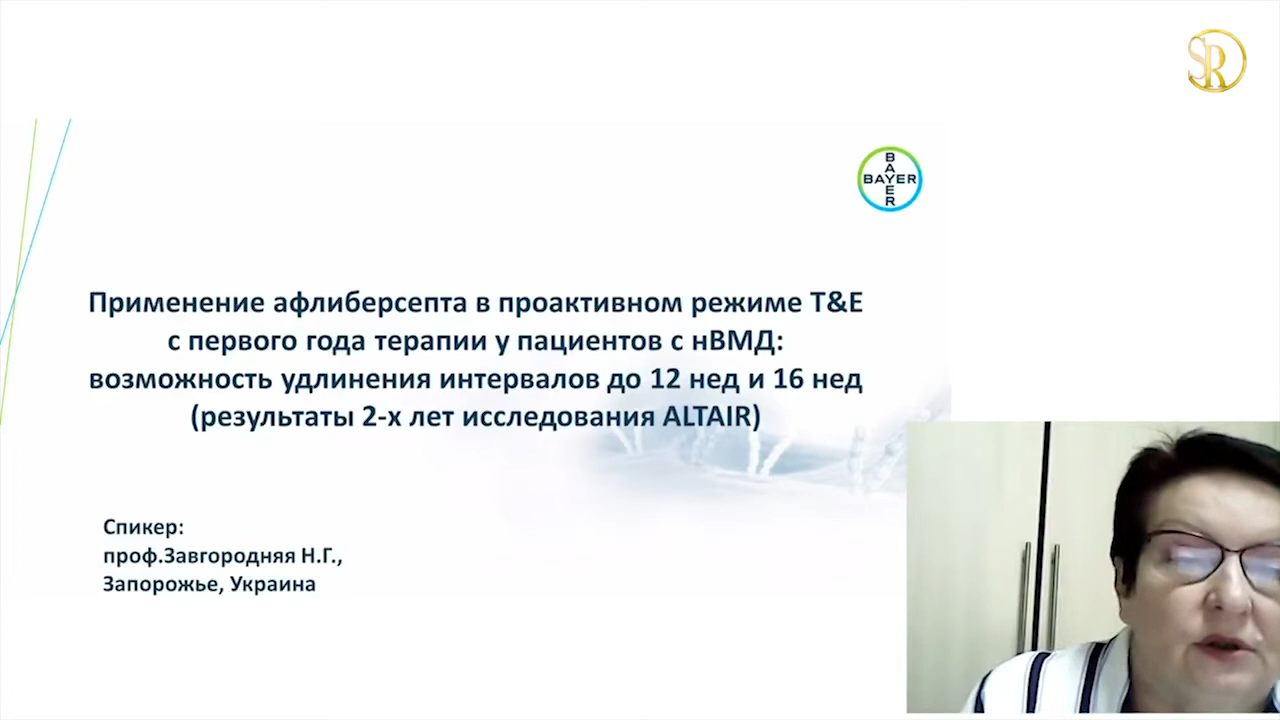 SR
BAYER
BAYER
Применение афлиберсепта в проактивном режиме T&E
с первого года терапии у пациентов с нВМД:
возможность удлинения интервалов до 12 нед и 16 нед
(результаты 2-х лет исследования ALTAIR)
Спикер:
проф.Завгородняя Н.Г.,
Запорожье, Украина